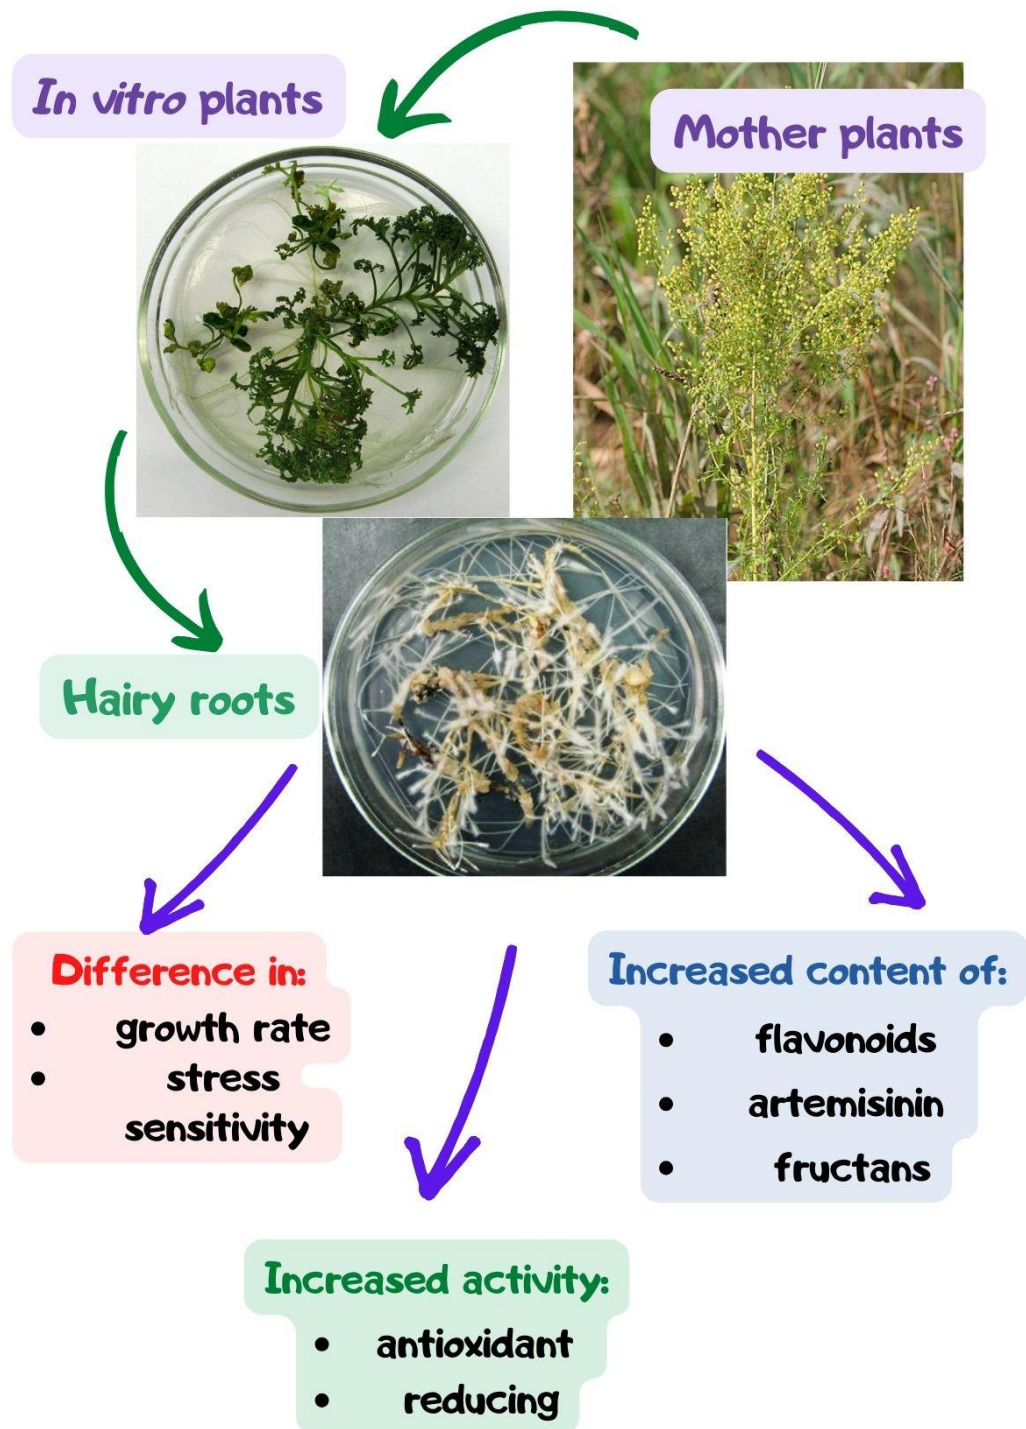 In vitro plants
Mother plants
Hairy roots
Difference in:
• growth rate
• stress
sensitivity
Increased content of:
• flavonoids
• artemisinin
• fructans
Increased activity:
• antioxidant
• reducing